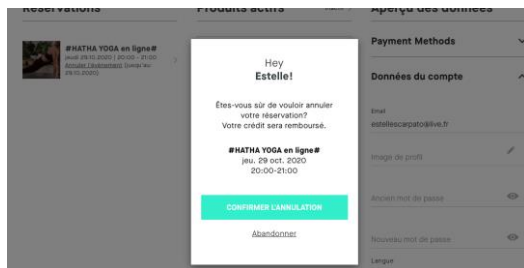 Réservations
Produits actifs
Aperçu des données
#HATHA YOGA en ligne#
jeudi 29.10.2020 | 20:00 - 21:00
Annuler l'événement (jusqu'au
29.10.2020)
Hey
Estelle!
Êtes-vous sûr de vouloir annuler
votre réservation?
Votre crédit sera remboursé.
#HATHA YOGA en ligne#
jeu. 29 oct. 2020
20:00-21:00
CONFIRMER L'ANNULATION
Abandonner
Payment Methods
Données du compte
Email
estellescarpato@live.fr
Image de profil
Ancien mot de passe
Nouveau mot de passe
Langue